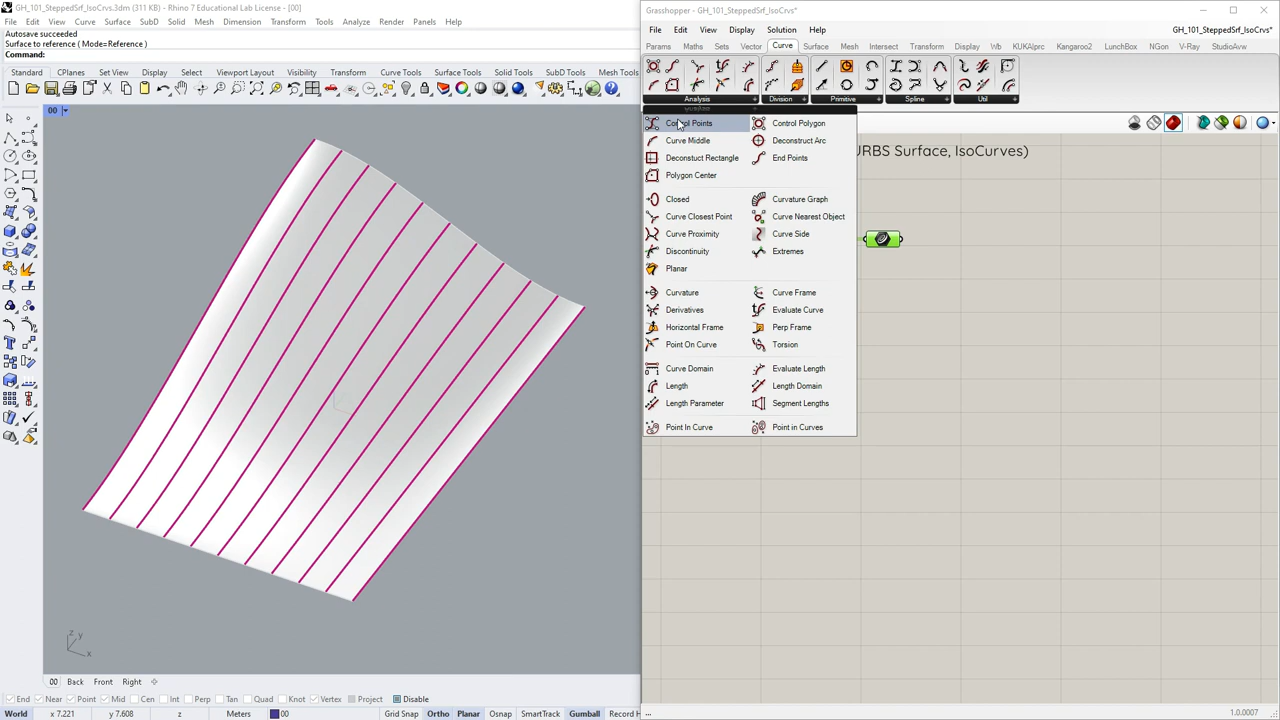 GH_101_SteppedSrf_IsoCrvs.3dm (311 KB) - Rhino 7 Educational Lab License - [00]
File Edit View Curve Surface SubD Solid Mesh Dimension Transform Tools Analyze Render Panels Help
Autosave succeeded
Surface to reference ( Mode=Reference )
Command:
Standard CPlanes Set View Display Select Viewport Layout Visibility Transform Curve Tools Surface Tools Solid Tools SubD Tools Mesh Tools
00
z
y
x
00 Back Front Right
End Near Point Mid Cen Int Perp Tan Quad Knot Vertex Project Disable
World x 7.221 y 7.608 z Meters 00 Grid Snap Ortho Planar Osnap SmartTrack Gumball Record H
Grasshopper - GH_101_SteppedSrf_IsoCrvs*
File Edit View Display Solution Help GH_101_SteppedSrf_IsoCrvs*
Params Maths Sets Vector Curve Surface Mesh Intersect Transform Display Wb KUKA|prc Kangaroo2 LunchBox NGon V-Ray StudioAvw
Analysis Division Primitive Spline Util
Control Points Control Polygon
Curve Middle Deconstruct Arc
Deconstuct Rectangle End Points
Polygon Center
Closed Curvature Graph
Curve Closest Point Curve Nearest Object
Curve Proximity Curve Side
Discontinuity Extremes
Planar
Curvature Curve Frame
Derivatives Evaluate Curve
Horizontal Frame Perp Frame
Point On Curve Torsion
Curve Domain Evaluate Length
Length Length Domain
Length Parameter Segment Lengths
Point In Curve Point in Curves
URBS Surface, IsoCurves)
... 1.0.0007